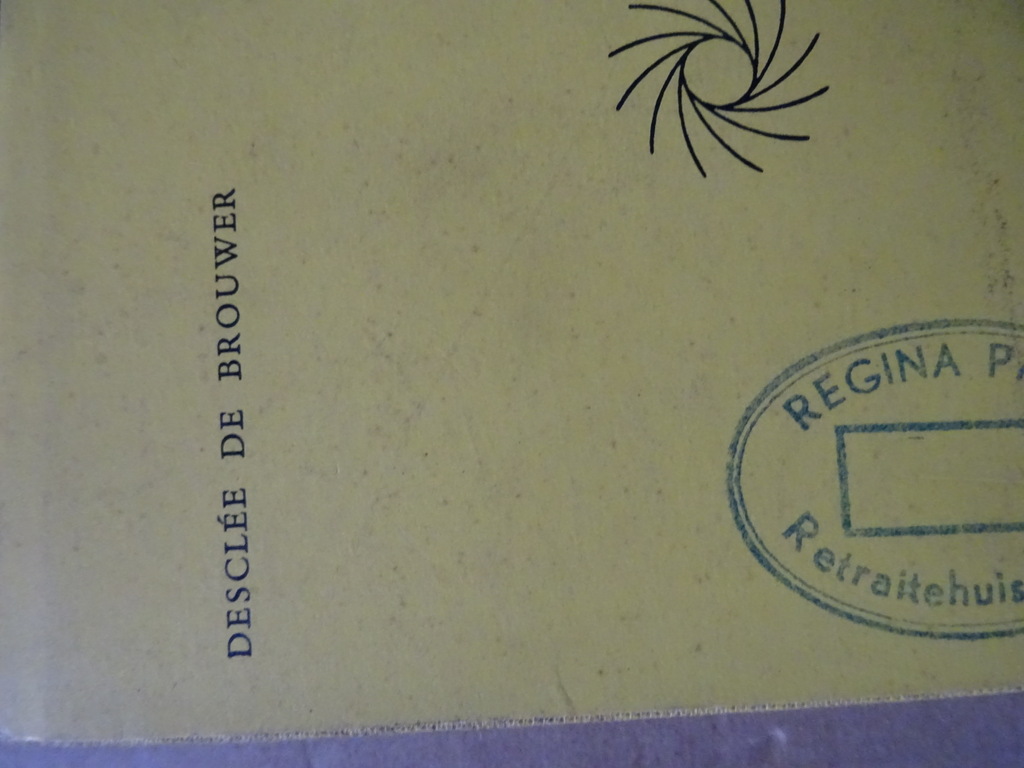 DESCLÉE DE BROUWER
REGINA
Retraitehuis